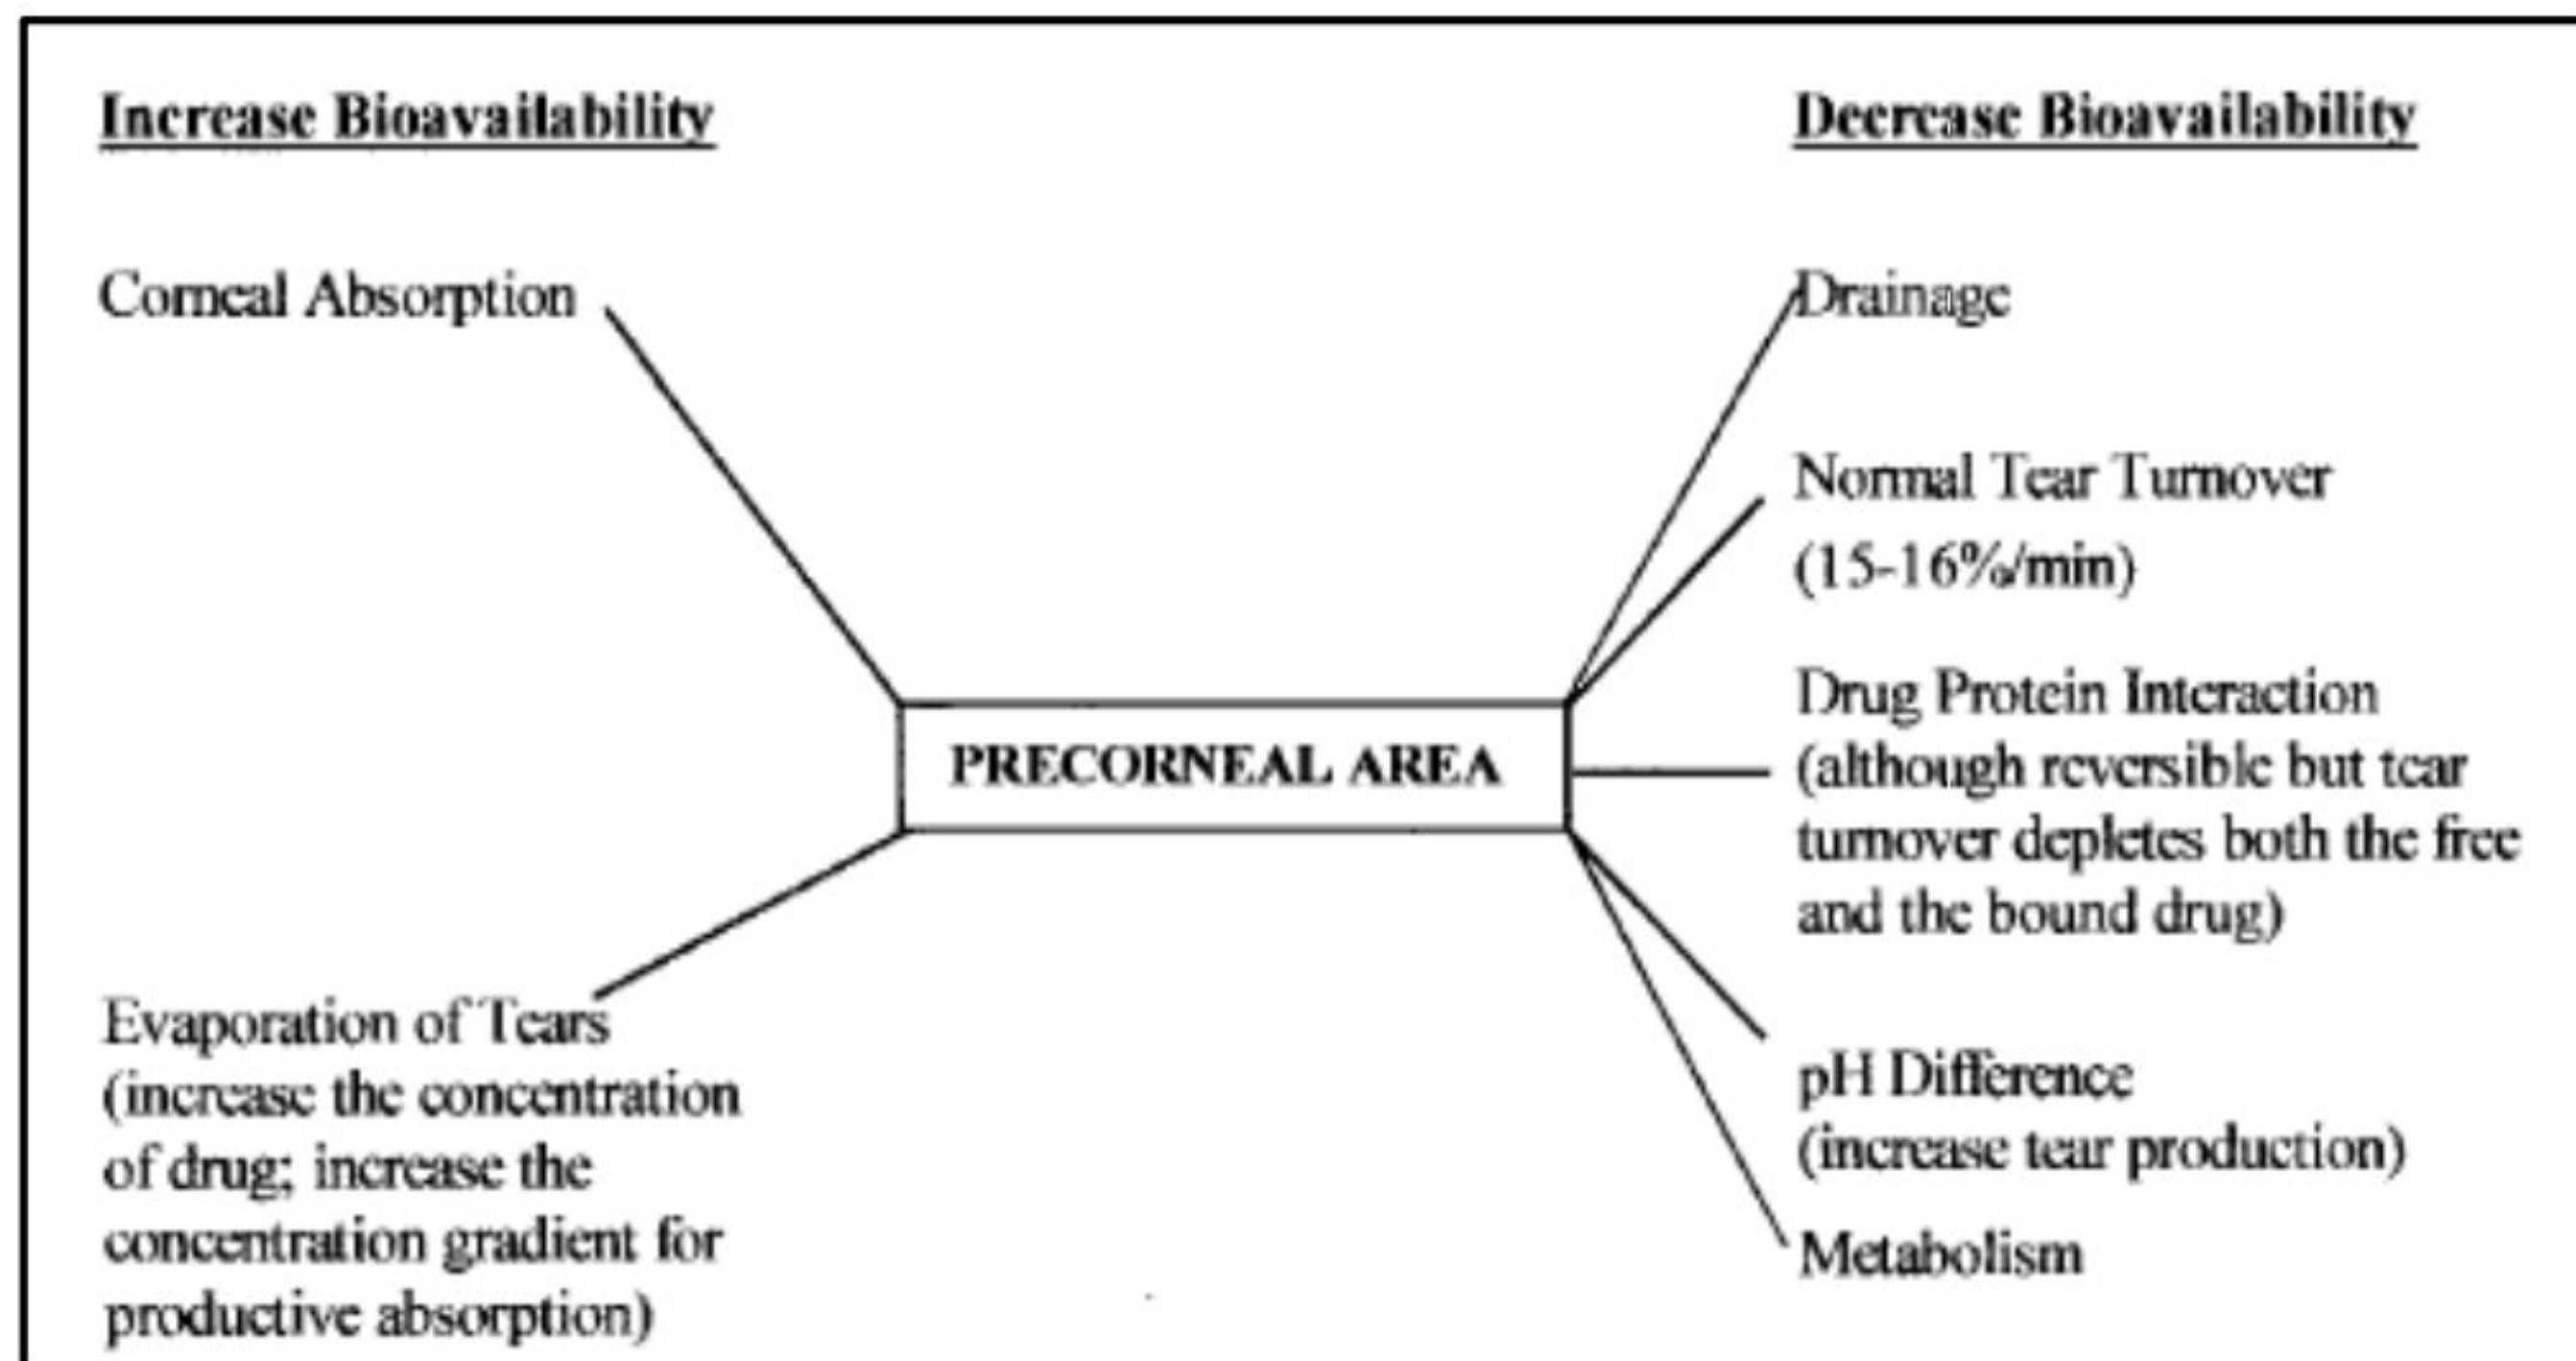 Increase Bioavailability
Corneal Absorption
Evaporation of Tears
(increase the concentration
of drug; increase the
concentration gradient for
productive absorption)
PRECORNEAL AREA
Decrease Bioavailability
Drainage
Normal Tear Turnover
(15-16%/min)
Drug Protein Interaction
(although reversible but tear
turnover depletes both the free
and the bound drug)
pH Difference
(increase tear production)
Metabolism